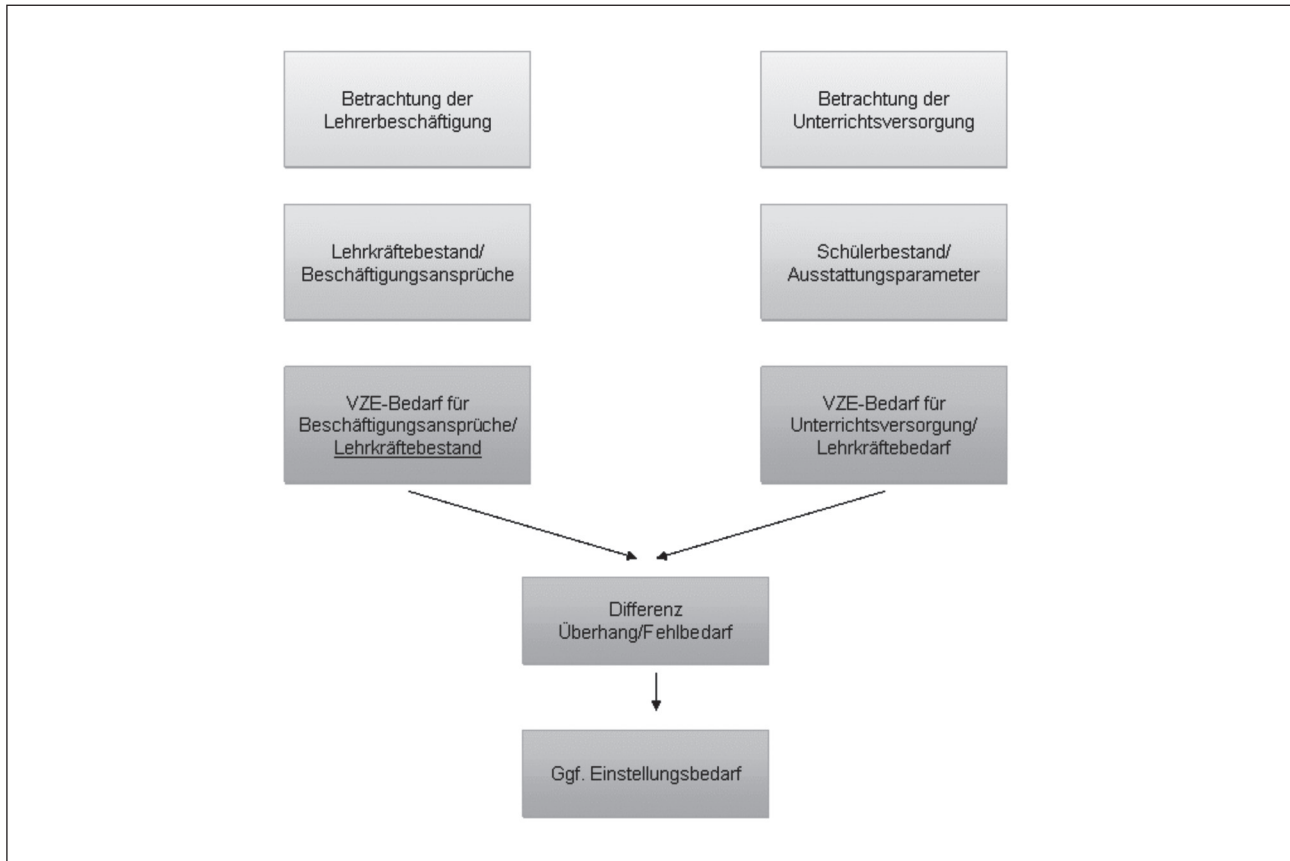 Betrachtung der
Lehrerbeschäftigung
Betrachtung der
Unterrichtsversorgung
Lehrkräftebestand/
Beschäftigungsansprüche
Schülerbestand/
Ausstattungsparameter
VZE-Bedarf für
Beschäftigungsansprüche/
Lehrkräftebestand
VZE-Bedarf für
Unterrichtsversorgung/
Lehrkräftebedarf
Differenz
Überhang/Fehlbedarf
Ggf. Einstellungsbedarf